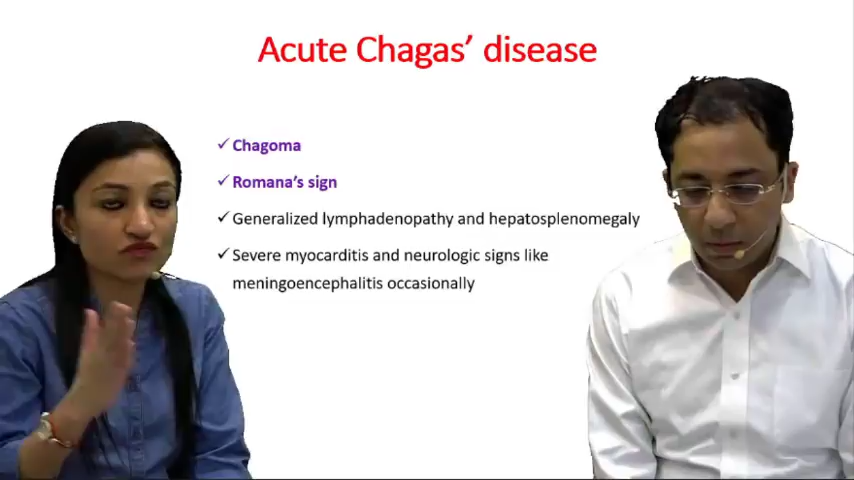 Acute Chagas’ disease
✓ Chagoma
✓ Romana’s sign
✓ Generalized lymphadenopathy and hepatosplenomegaly
✓ Severe myocarditis and neurologic signs like
meningoencephalitis occasionally